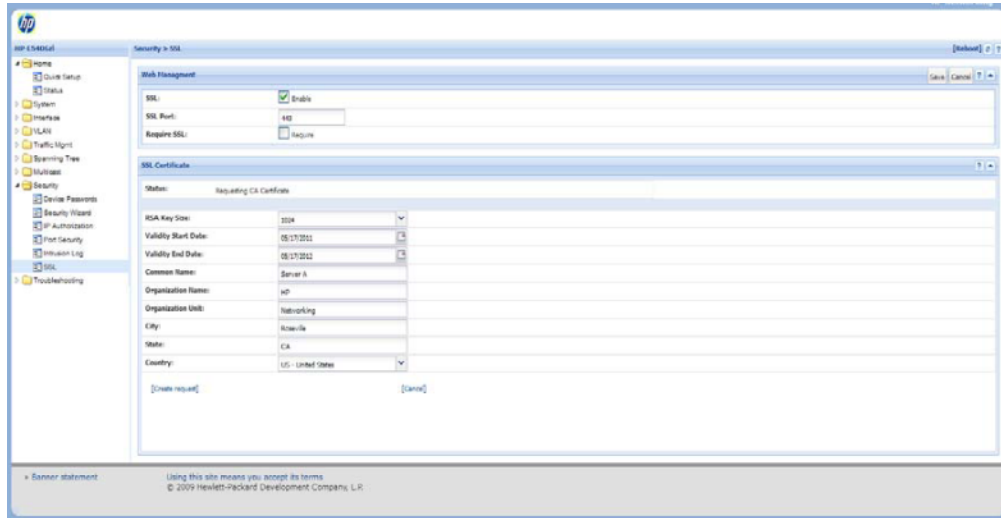 hp
HP E5406zl
Security > SSL
[Reboot]
?
Home
Quick Setup
Status
System
Interface
VLAN
Traffic Mgmt
Spanning Tree
Multicast
Security
Device Passwords
Security Wizard
IP Authorization
Port Security
Intrusion Log
SSL
Troubleshooting
Web Managment
Save Cancel ?
SSL: Enable
SSL Port: 443
Require SSL: Require
SSL Certificate
?
Status: Requesting CA Certificate
RSA Key Size: 1024
Validity Start Date: 05/17/2011
Validity End Date: 05/17/2012
Common Name: Server A
Organization Name: HP
Organization Unit: Networking
City: Roseville
State: CA
Country: US - United States
[Create request] [Cancel]
» Banner statement
Using this site means you accept its terms
© 2009 Hewlett-Packard Development Company, L.P.